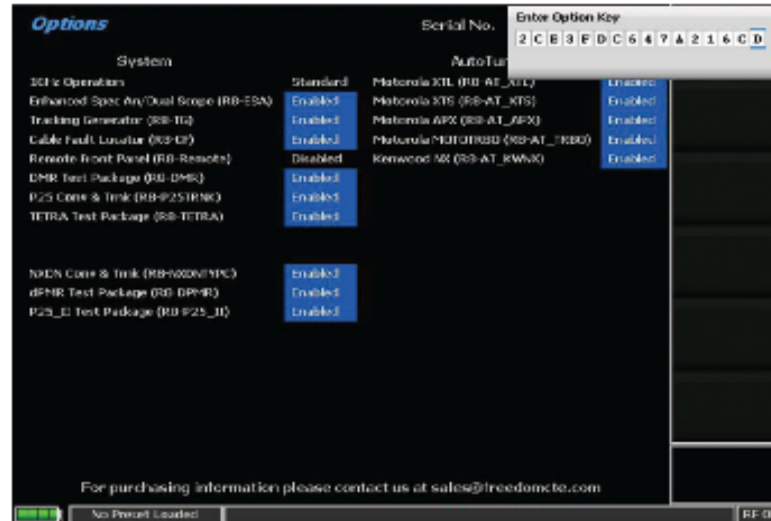 Options
Serial No.
Enter Option Key
2 C E 3 F D C 6 4 7 A 2 1 6 C D
System
AutoTun
Operation Standard
Enhanced Spec An/Dual Scope (R8-ESA) Enabled
Tracking Generator (R8-TG) Enabled
Cable Fault Locator (R8-CF) Enabled
Remote Front Panel (R8-Remote) Disabled
DMR Test Package (R8-DMR) Enabled
P25 Conv & Trnk (R8-P25TRNK) Enabled
TETRA Test Package (R8-TETRA) Enabled
NXDN Conv & Trnk (R8-NXDNTYPC) Enabled
dPMR Test Package (R8-DPMR) Enabled
P25_II Test Package (R8-P25_II) Enabled
Motorola XTL (R8-AT_XTL) Enabled
Motorola XTS (R8-AT_XTS) Enabled
Motorola APX (R8-AT_APX) Enabled
Motorola MOTOTRBO (R8-AT_TRBO) Enabled
Kenwood NX (R8-AT_KWNX) Enabled
For purchasing information please contact us at sales@freedomcte.com
No Preset Loaded
RF